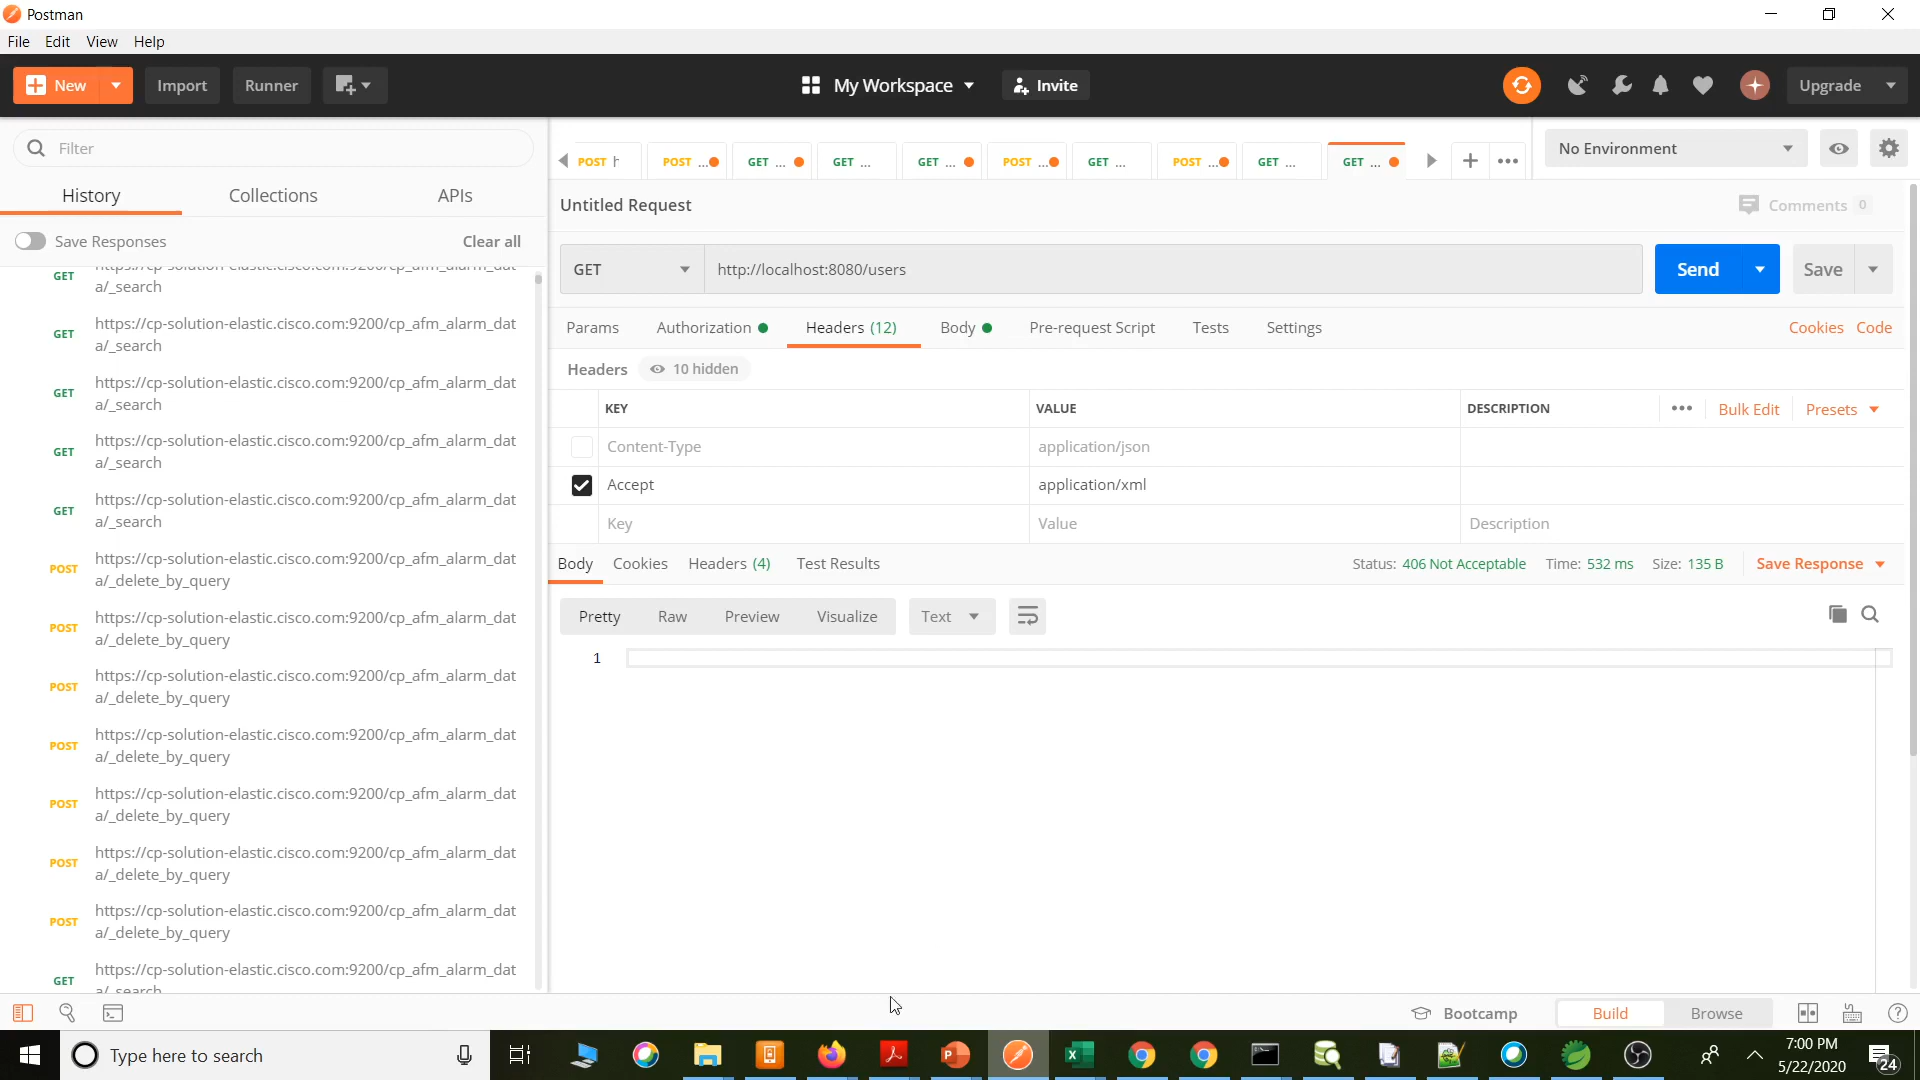 Postman
File Edit View Help
New Import Runner My Workspace Invite Upgrade
Filter
History Collections APIs
Save Responses Clear all
GET a/_search
GET https://cp-solution-elastic.cisco.com:9200/cp_afm_alarm_dat
a/_search
GET https://cp-solution-elastic.cisco.com:9200/cp_afm_alarm_dat
a/_search
GET https://cp-solution-elastic.cisco.com:9200/cp_afm_alarm_dat
a/_search
GET https://cp-solution-elastic.cisco.com:9200/cp_afm_alarm_dat
a/_search
POST https://cp-solution-elastic.cisco.com:9200/cp_afm_alarm_dat
a/_delete_by_query
POST https://cp-solution-elastic.cisco.com:9200/cp_afm_alarm_dat
a/_delete_by_query
POST https://cp-solution-elastic.cisco.com:9200/cp_afm_alarm_dat
a/_delete_by_query
POST https://cp-solution-elastic.cisco.com:9200/cp_afm_alarm_dat
a/_delete_by_query
POST https://cp-solution-elastic.cisco.com:9200/cp_afm_alarm_dat
a/_delete_by_query
POST https://cp-solution-elastic.cisco.com:9200/cp_afm_alarm_dat
a/_delete_by_query
POST https://cp-solution-elastic.cisco.com:9200/cp_afm_alarm_dat
a/_delete_by_query
GET https://cp-solution-elastic.cisco.com:9200/cp_afm_alarm_dat
a/_search
POST h POST ... GET ... GET ... GET ... POST ... GET ... POST ... GET ... GET ...
No Environment
Untitled Request Comments 0
GET http://localhost:8080/users Send Save
Params Authorization Headers (12) Body Pre-request Script Tests Settings Cookies Code
Headers 10 hidden
KEY VALUE DESCRIPTION ••• Bulk Edit Presets
Content-Type application/json
Accept application/xml
Key Value Description
Body Cookies Headers (4) Test Results Status: 406 Not Acceptable Time: 532 ms Size: 135 B Save Response
Pretty Raw Preview Visualize Text
1
Bootcamp Build Browse
Type here to search
7:00 PM
5/22/2020
24